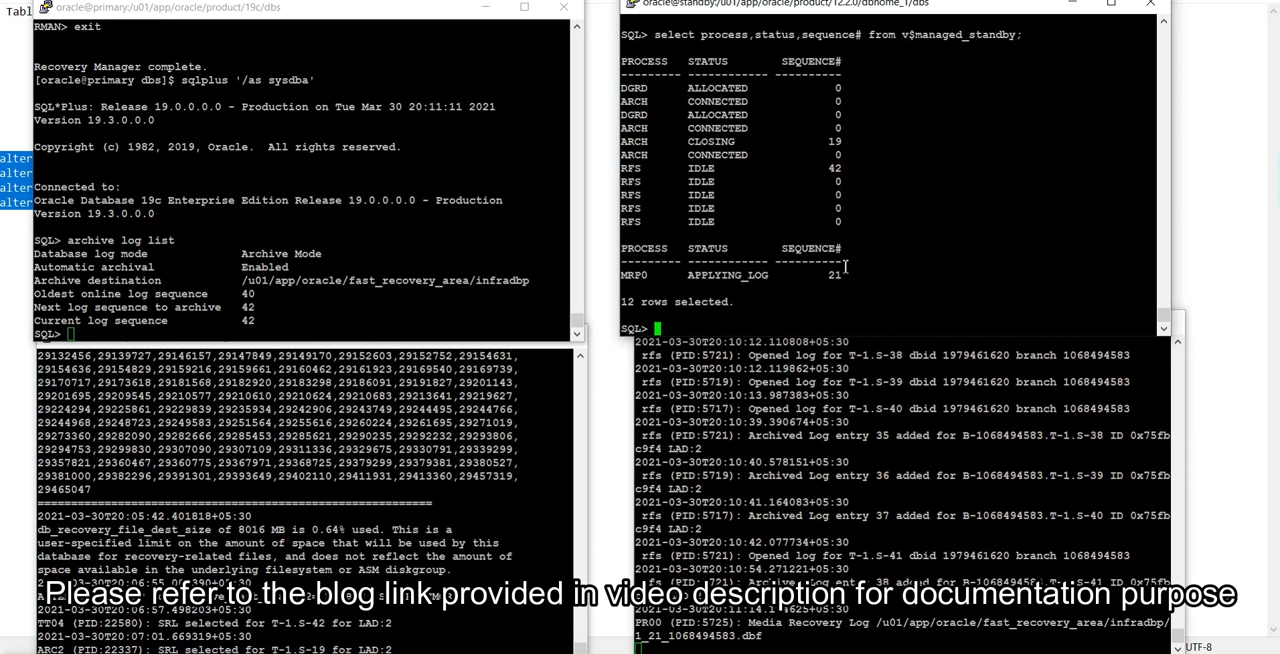 Tabl
alter
alter
alter
alter
oracle@primary:/u01/app/oracle/product/19c/dbs
RMAN> exit
Recovery Manager complete.
[oracle@primary dbs]$ sqlplus '/as sysdba'
SQL*Plus: Release 19.0.0.0.0 - Production on Tue Mar 30 20:11:11 2021
Version 19.3.0.0.0
Copyright (c) 1982, 2019, Oracle.  All rights reserved.
Connected to:
Oracle Database 19c Enterprise Edition Release 19.0.0.0.0 - Production
Version 19.3.0.0.0
SQL> archive log list
Database log mode Archive Mode
Automatic archival Enabled
Archive destination /u01/app/oracle/fast_recovery_area/infradbp
Oldest online log sequence 40
Next log sequence to archive 42
Current log sequence 42
SQL>
oracle@standby:/u01/app/oracle/product/12.2.0/dbhome_1/dbs
SQL> select process,status,sequence# from v$managed_standby;
PROCESS STATUS SEQUENCE#
--------- ------------ ----------
DGRD ALLOCATED 0
ARCH CONNECTED 0
DGRD ALLOCATED 0
ARCH CONNECTED 0
ARCH CLOSING 19
ARCH CONNECTED 0
RFS IDLE 42
RFS IDLE 0
RFS IDLE 0
RFS IDLE 0
RFS IDLE 0
PROCESS STATUS SEQUENCE#
--------- ------------ ----------
MRP0 APPLYING_LOG 21
12 rows selected.
SQL>
29132456,29139727,29146157,29147849,29149170,29152603,29152752,29154631,
29154636,29154829,29159216,29159661,29160462,29161923,29169540,29169739,
29170717,29173618,29181568,29182920,29183298,29186091,29191827,29201143,
29201695,29209545,29210577,29210610,29210624,29210683,29213641,29219627,
29224294,29225861,29229839,29235934,29242906,29243749,29244495,29244766,
29244968,29248723,29249583,29251564,29255616,29260224,29261695,29271019,
29273360,29282090,29282666,29285453,29285621,29290235,29292232,29293806,
29294753,29299830,29307090,29307109,29311336,29329675,29330791,29339299,
29357821,29360467,29360775,29367971,29368725,29379299,29379381,29380527,
29381000,29382296,29391301,29393649,29402110,29411931,29413360,29457319,
29465047
===========================================================
2021-03-30T20:05:42.401818+05:30
db_recovery_file_dest_size of 8016 MB is 0.64% used. This is a
user-specified limit on the amount of space that will be used by this
database for recovery-related files, and does not reflect the amount of
space available in the underlying filesystem or ASM diskgroup.
2021-03-30T20:06:57.498203+05:30
TT04 (PID:22580): SRL selected for T-1.S-42 for LAD:2
2021-03-30T20:07:01.669319+05:30
ARC2 (PID:22337): SRL selected for T-1.S-19 for LAD:2
2021-03-30T20:10:12.110808+05:30
rfs (PID:5721): Opened log for T-1.S-38 dbid 1979461620 branch 1068494583
2021-03-30T20:10:12.119862+05:30
rfs (PID:5719): Opened log for T-1.S-39 dbid 1979461620 branch 1068494583
2021-03-30T20:10:13.987383+05:30
rfs (PID:5717): Opened log for T-1.S-40 dbid 1979461620 branch 1068494583
2021-03-30T20:10:39.390674+05:30
rfs (PID:5721): Archived Log entry 35 added for B-1068494583.T-1.S-38 ID 0x75fb
c9f4 LAD:2
2021-03-30T20:10:40.578151+05:30
rfs (PID:5719): Archived Log entry 36 added for B-1068494583.T-1.S-39 ID 0x75fb
c9f4 LAD:2
2021-03-30T20:10:41.164083+05:30
rfs (PID:5717): Archived Log entry 37 added for B-1068494583.T-1.S-40 ID 0x75fb
c9f4 LAD:2
2021-03-30T20:10:42.077734+05:30
rfs (PID:5721): Opened log for T-1.S-41 dbid 1979461620 branch 1068494583
2021-03-30T20:10:54.271221+05:30
PR00 (PID:5725): Media Recovery Log /u01/app/oracle/fast_recovery_area/infradbp/
1_21_1068494583.dbf
Please refer to the blog link provided in video description for documentation purpose
UTF-8